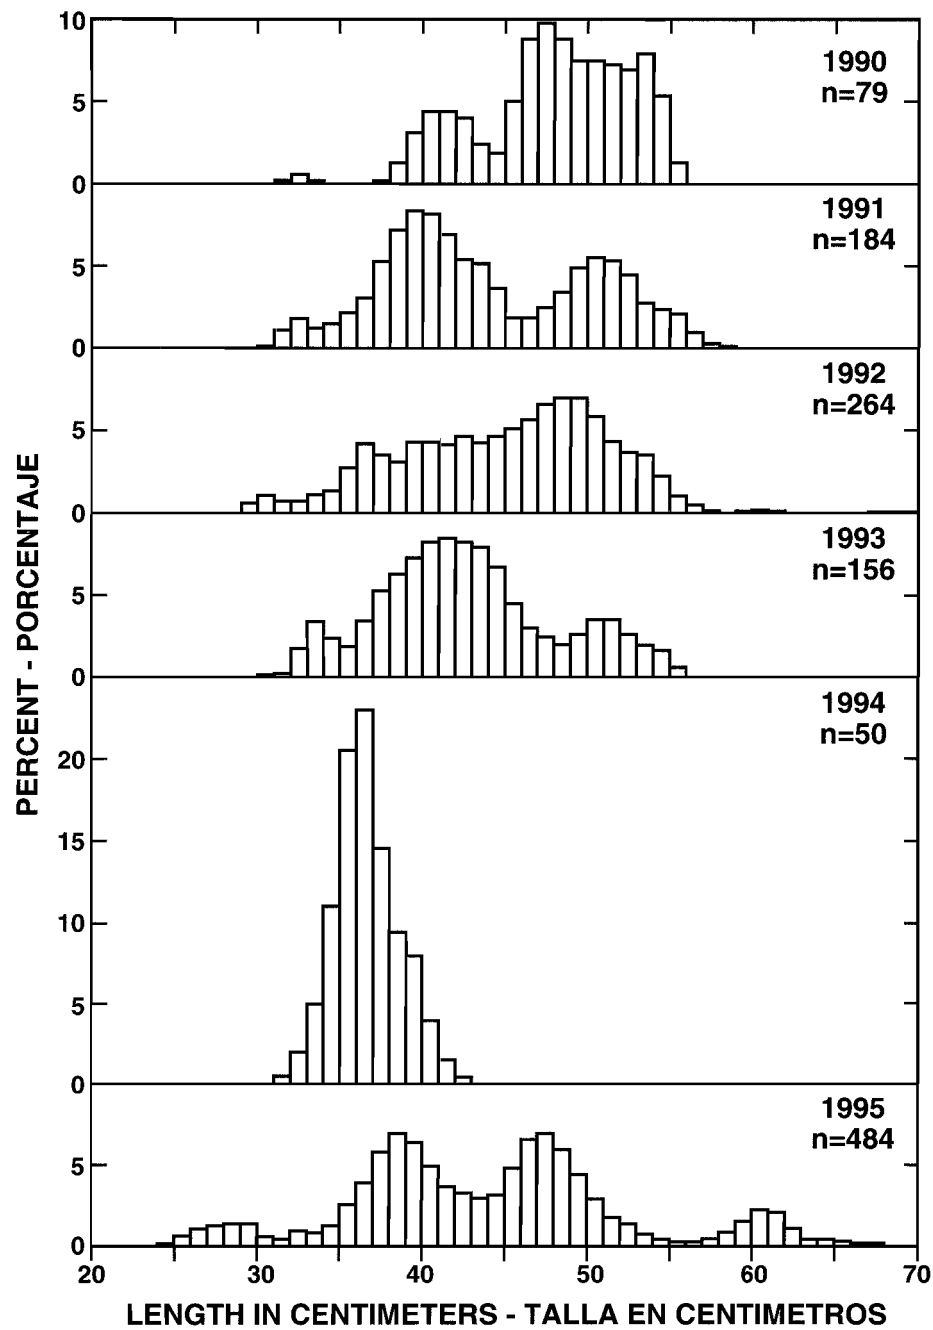 10
5
0
1990
n=79
5
0
1991
n=184
5
0
1992
n=264
5
0
1993
n=156
20
15
10
5
0
1994
n=50
5
0
1995
n=484
20 30 40 50 60 70
PERCENT - PORCENTAJE
LENGTH IN CENTIMETERS - TALLA EN CENTIMETROS